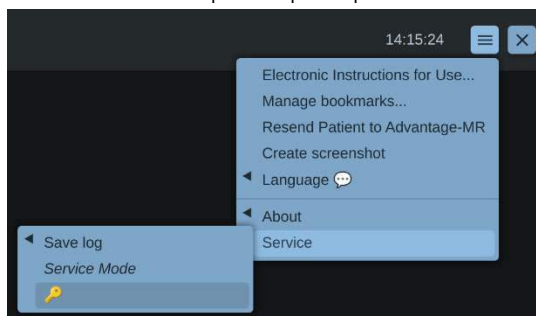 14:15:24
Electronic Instructions for Use...
Manage bookmarks...
Resend Patient to Advantage-MR
Create screenshot
Language 💬
About
Service
Save log
Service Mode
🔑